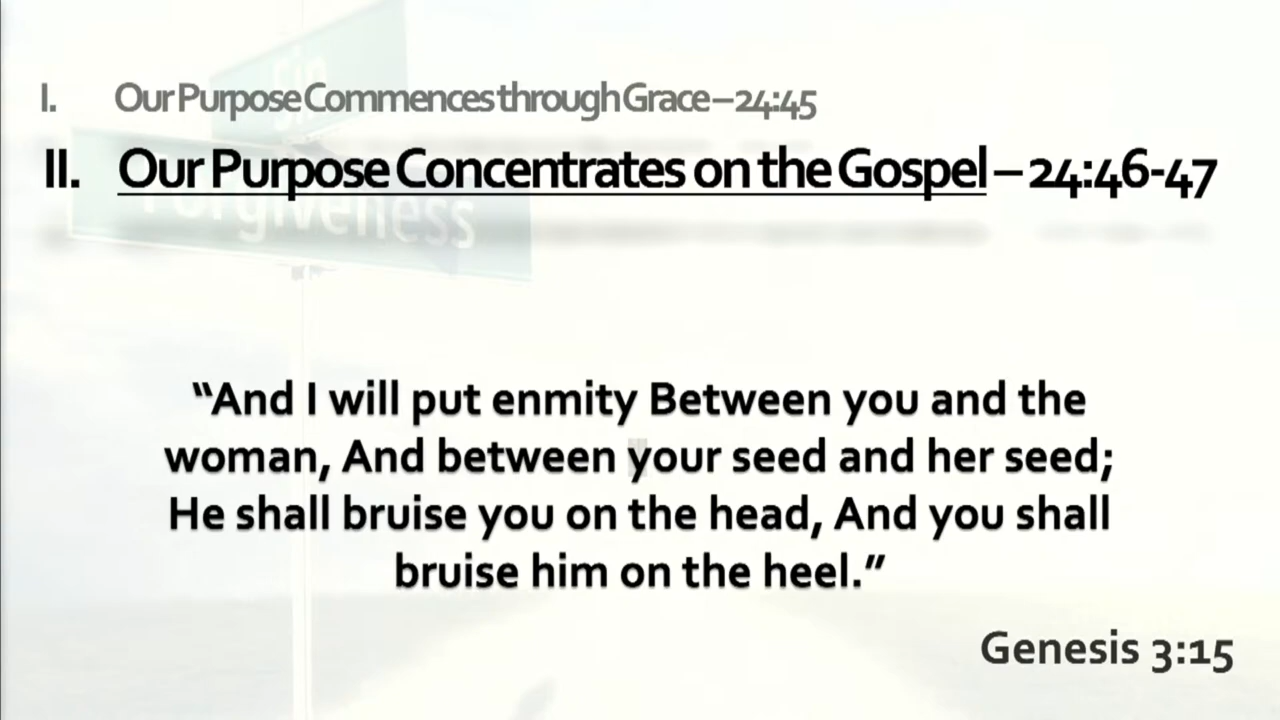 I. Our Purpose Commences through Grace – 24:45
Sin
II. Our Purpose Concentrates on the Gospel – 24:46-47
Forgiveness
“And I will put enmity Between you and the
woman, And between your seed and her seed;
He shall bruise you on the head, And you shall
bruise him on the heel.”
Genesis 3:15